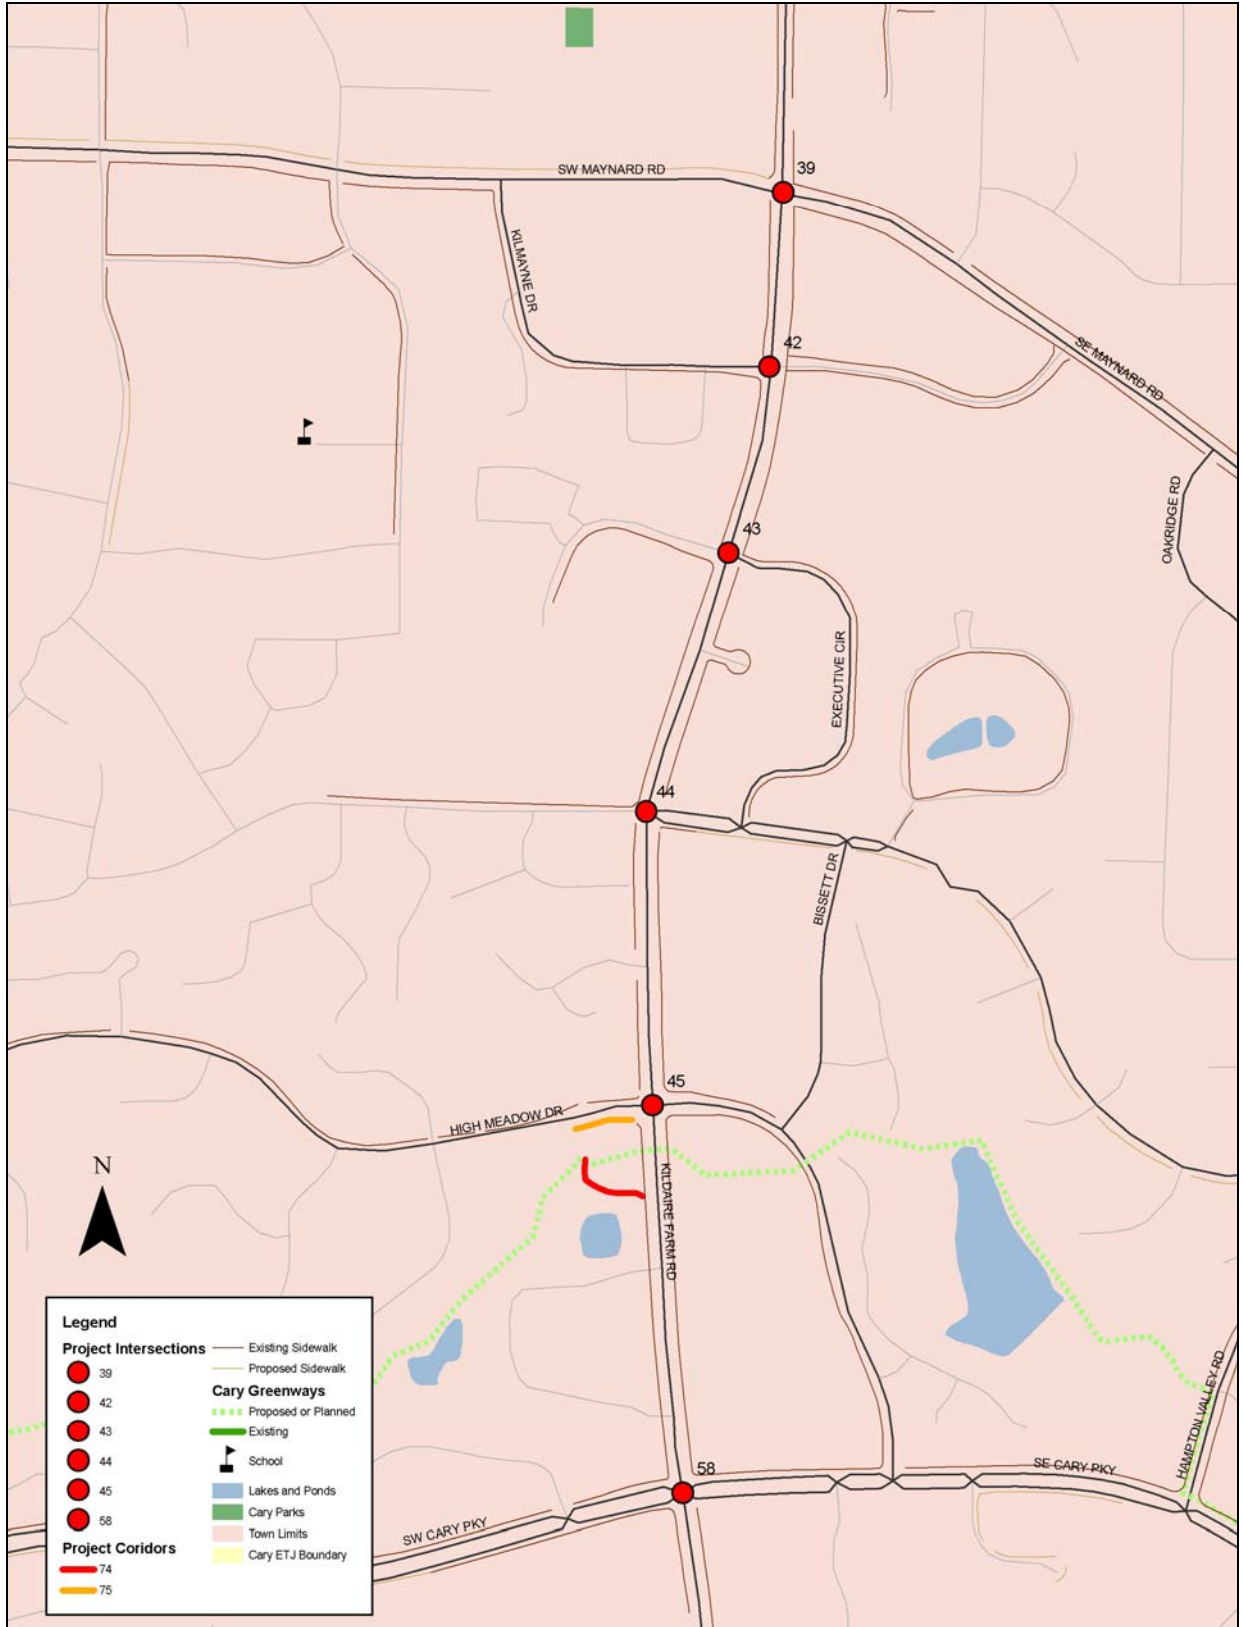 39
SW MAYNARD RD
KILMAYNE DR
42
SE MAYNARD RD
43
OAKRIDGE RD
EXECUTIVE CIR
44
BISSETT DR
45
HIGH MEADOW DR
KILDAIRE FARM RD
N
HAMPTON VALLEY RD
58
SE CARY PKY
SW CARY PKY
Legend
Project Intersections
39
42
43
44
45
58
Project Coridors
74
75
Existing Sidewalk
Proposed Sidewalk
Cary Greenways
Proposed or Planned
Existing
School
Lakes and Ponds
Cary Parks
Town Limits
Cary ETJ Boundary